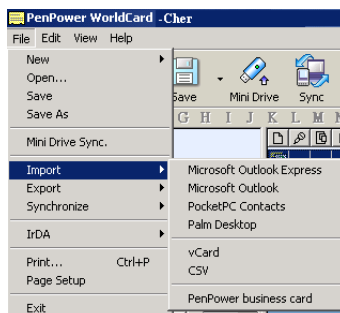 PenPower WorldCard - Cher
File Edit View Help
New
Open...
Save
Save As
Mini Drive Sync.
Import
Export
Synchronize
IrDA
Print... Ctrl+P
Page Setup
Exit
Save Mini Drive Sync
G H I J K L M
Microsoft Outlook Express
Microsoft Outlook
PocketPC Contacts
Palm Desktop
vCard
CSV
PenPower business card